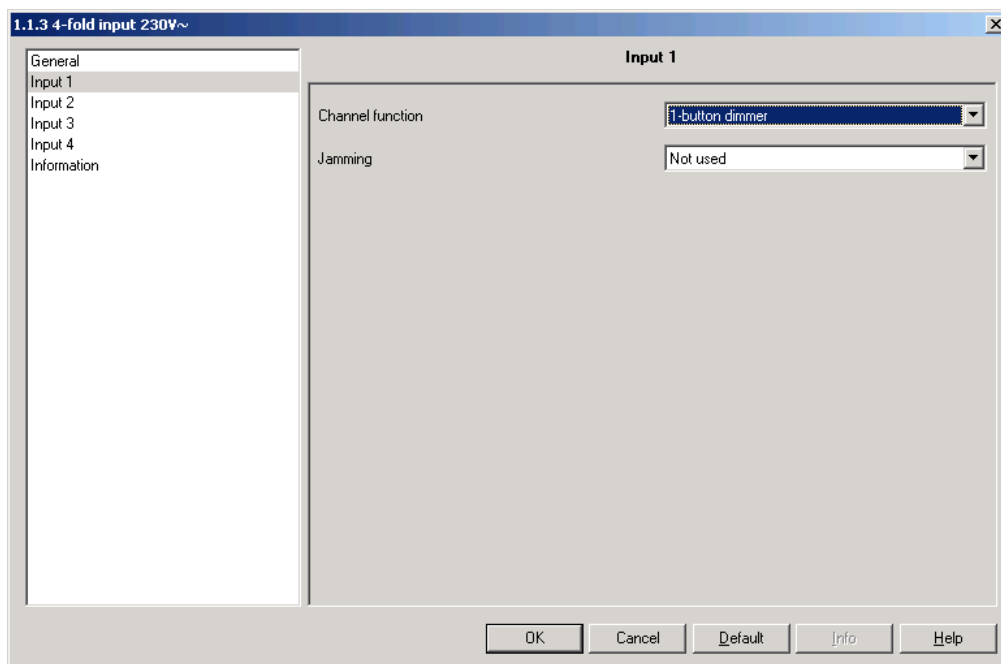 1.1.3 4-fold input 230V~
General
Input 1
Input 2
Input 3
Input 4
Information
Input 1
Channel function
1-button dimmer
Jamming
Not used
OK
Cancel
Default
Info
Help